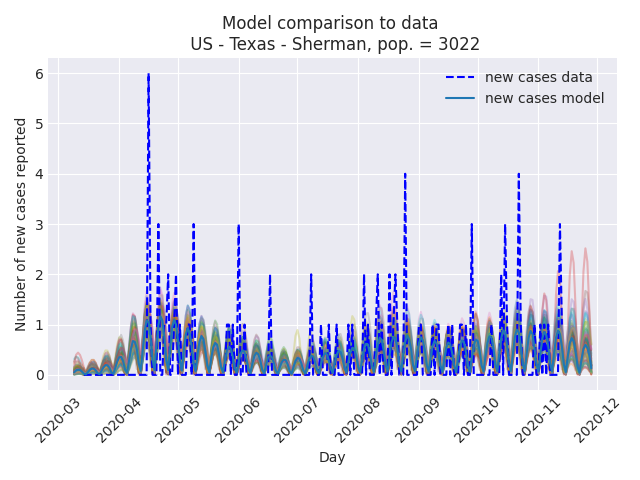 Model comparison to data
US - Texas - Sherman, pop. = 3022
new cases data
new cases model
Number of new cases reported
6
5
4
3
2
1
0
2020-03
2020-04
2020-05
2020-06
2020-07
2020-08
2020-09
2020-10
2020-11
2020-12
Day